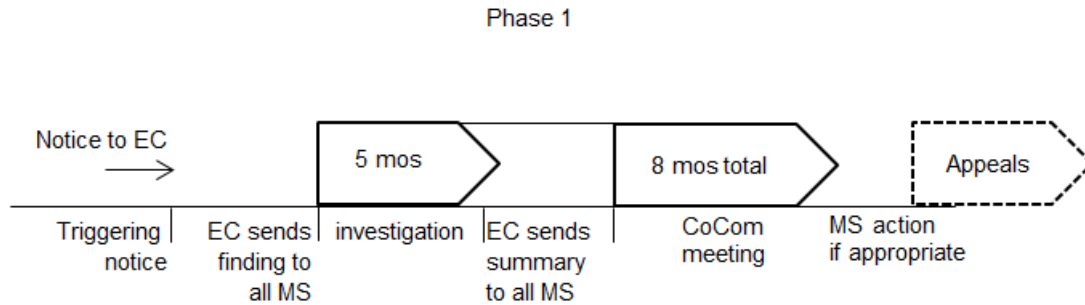 Phase 1
Notice to EC
5 mos
8 mos total
Appeals
Triggering
notice
EC sends
finding to
all MS
investigation
EC sends
summary
to all MS
CoCom
meeting
MS action
if appropriate